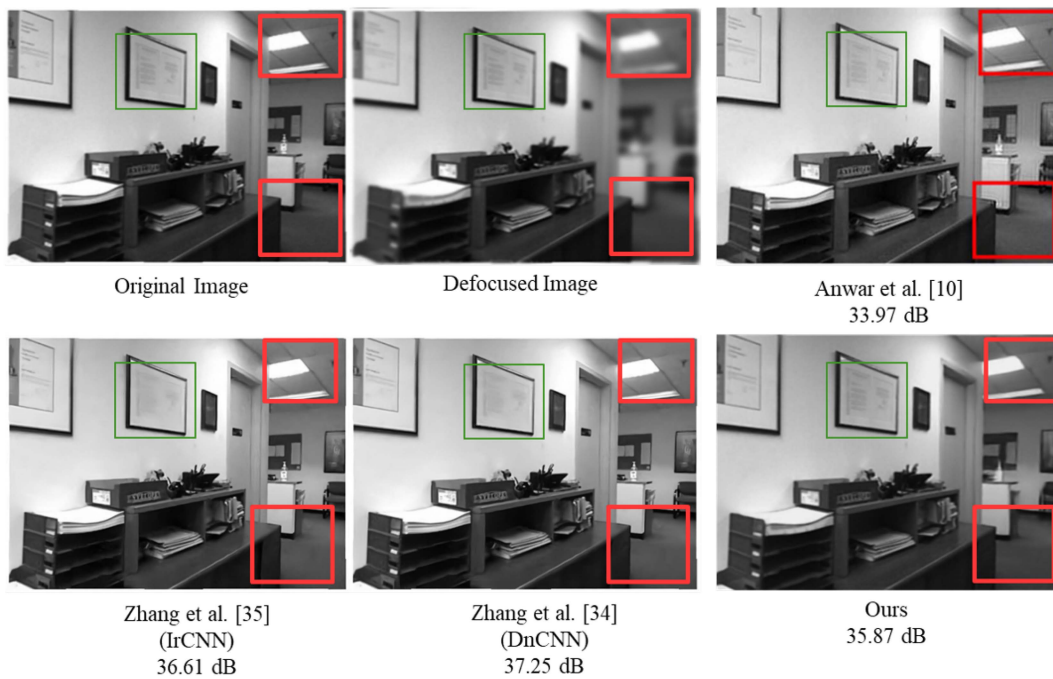 Original Image
Defocused Image
Anwar et al. [10]
33.97 dB
Zhang et al. [35]
(IrCNN)
36.61 dB
Zhang et al. [34]
(DnCNN)
37.25 dB
Ours
35.87 dB